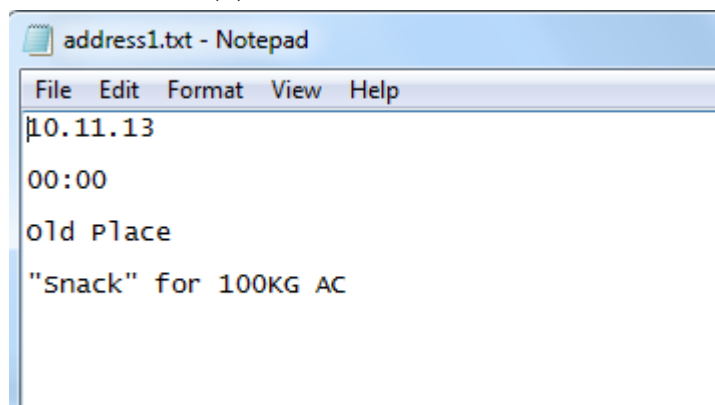 address1.txt - Notepad
File Edit Format View Help
10.11.13
00:00
Old Place
"Snack" for 100KG AC